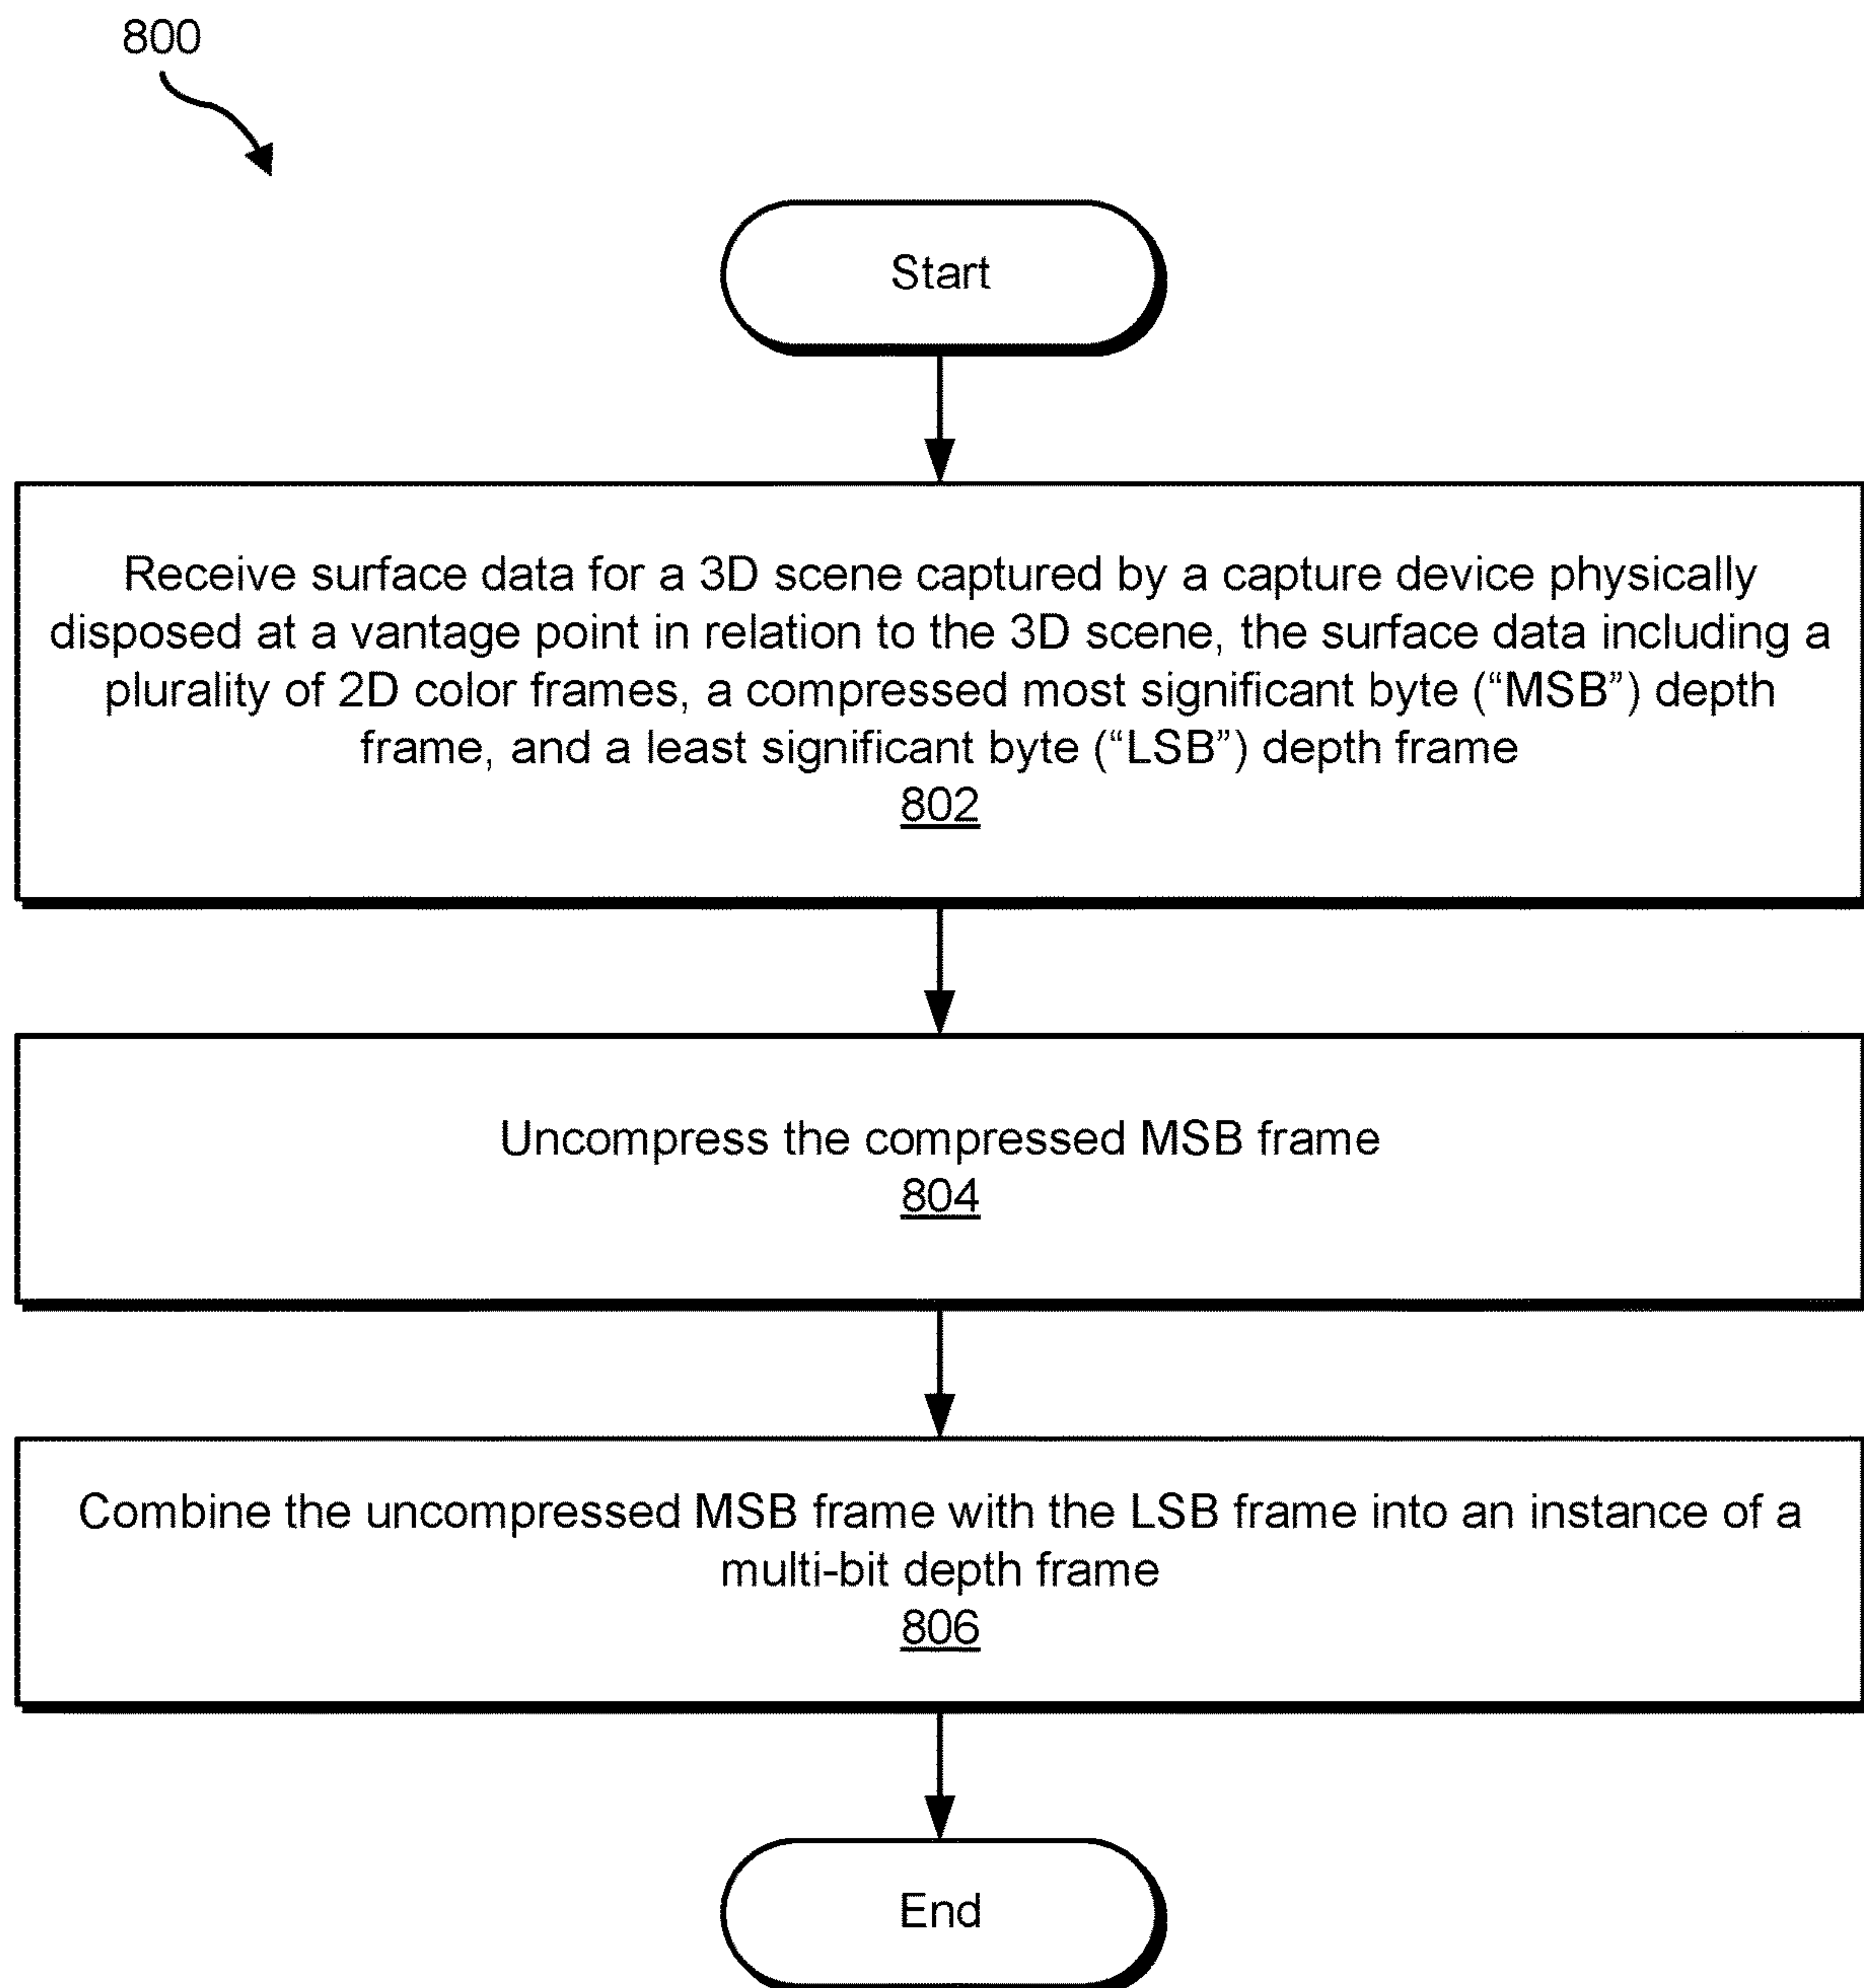 800
Start
Receive surface data for a 3D scene captured by a capture device physically
disposed at a vantage point in relation to the 3D scene, the surface data including a
plurality of 2D color frames, a compressed most significant byte (“MSB”) depth
frame, and a least significant byte (“LSB”) depth frame
802
Uncompress the compressed MSB frame
804
Combine the uncompressed MSB frame with the LSB frame into an instance of a
multi-bit depth frame
806
End